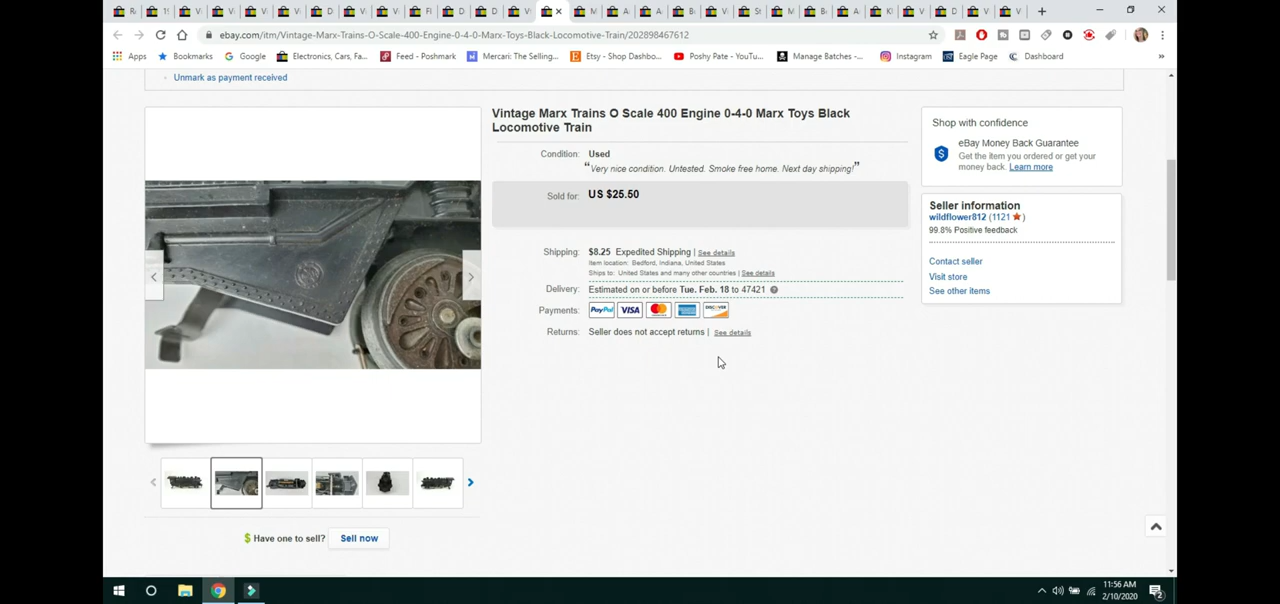 ebay.com/itm/Vintage-Marx-Trains-O-Scale-400-Engine-0-4-0-Marx-Toys-Black-Locomotive-Train/202898467612
Apps Bookmarks Google Electronics, Cars, Fa... Feed - Poshmark Mercari: The Selling... Etsy - Shop Dashbo... Poshy Pate - YouTu... Manage Batches -... Instagram Eagle Page Dashboard »
Unmark as payment received
Vintage Marx Trains O Scale 400 Engine 0-4-0 Marx Toys Black
Locomotive Train
Condition: Used
"Very nice condition. Untested. Smoke free home. Next day shipping!"
Sold for: US $25.50
Shipping: $8.25 Expedited Shipping | See details
Item location: Bedford, Indiana, United States
Ships to: United States and many other countries | See details
Delivery: Estimated on or before Tue. Feb. 18 to 47421
Payments: PayPal VISA DISCOVER
Returns: Seller does not accept returns | See details
Shop with confidence
eBay Money Back Guarantee
Get the item you ordered or get your
money back. Learn more
Seller information
wildflower812 (1121 ★)
99.8% Positive feedback
Contact seller
Visit store
See other items
$ Have one to sell? Sell now
11:56 AM
2/10/2020
2